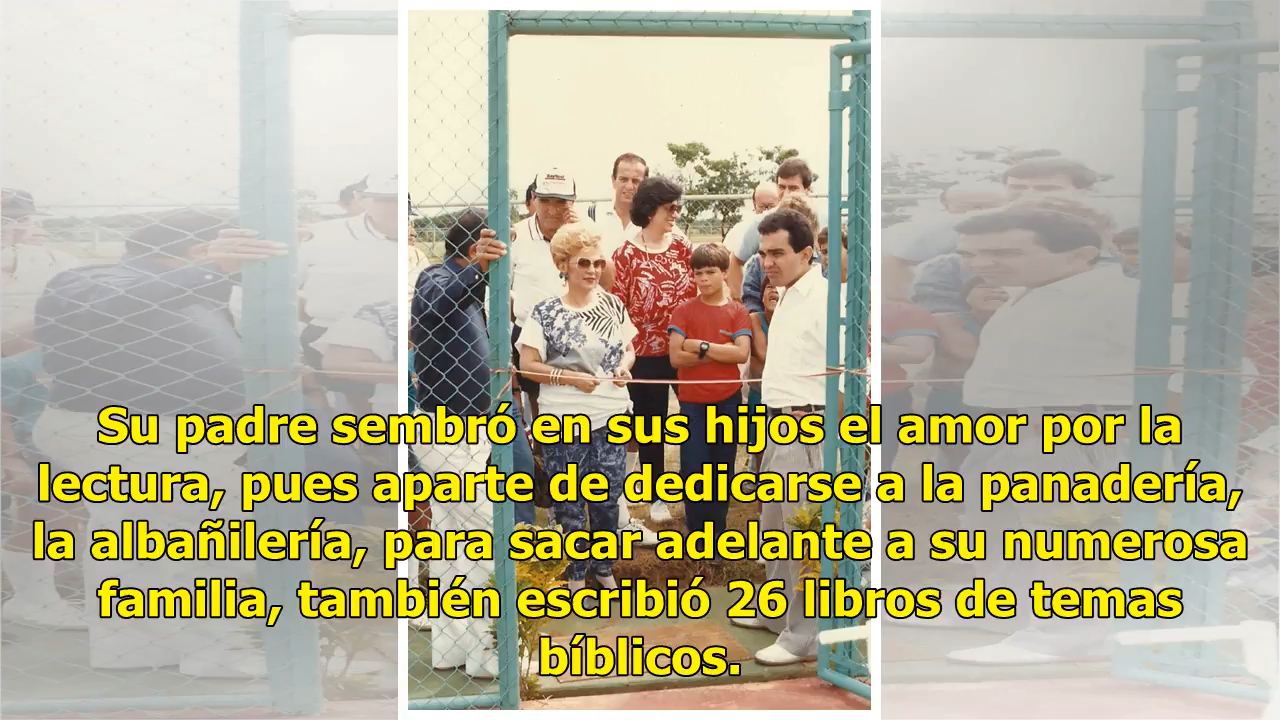 Su padre sembró en sus hijos el amor por la
lectura, pues aparte de dedicarse a la panadería,
la albañilería, para sacar adelante a su numerosa
familia, también escribió 26 libros de temas
bíblicos.